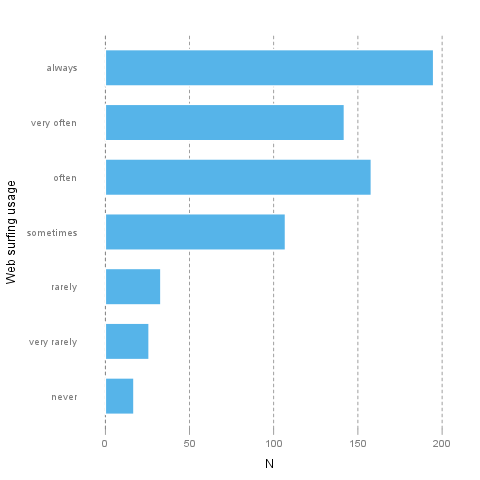 always
very often
often
sometimes
rarely
very rarely
never
Web surfing usage
0 50 100 150 200
N